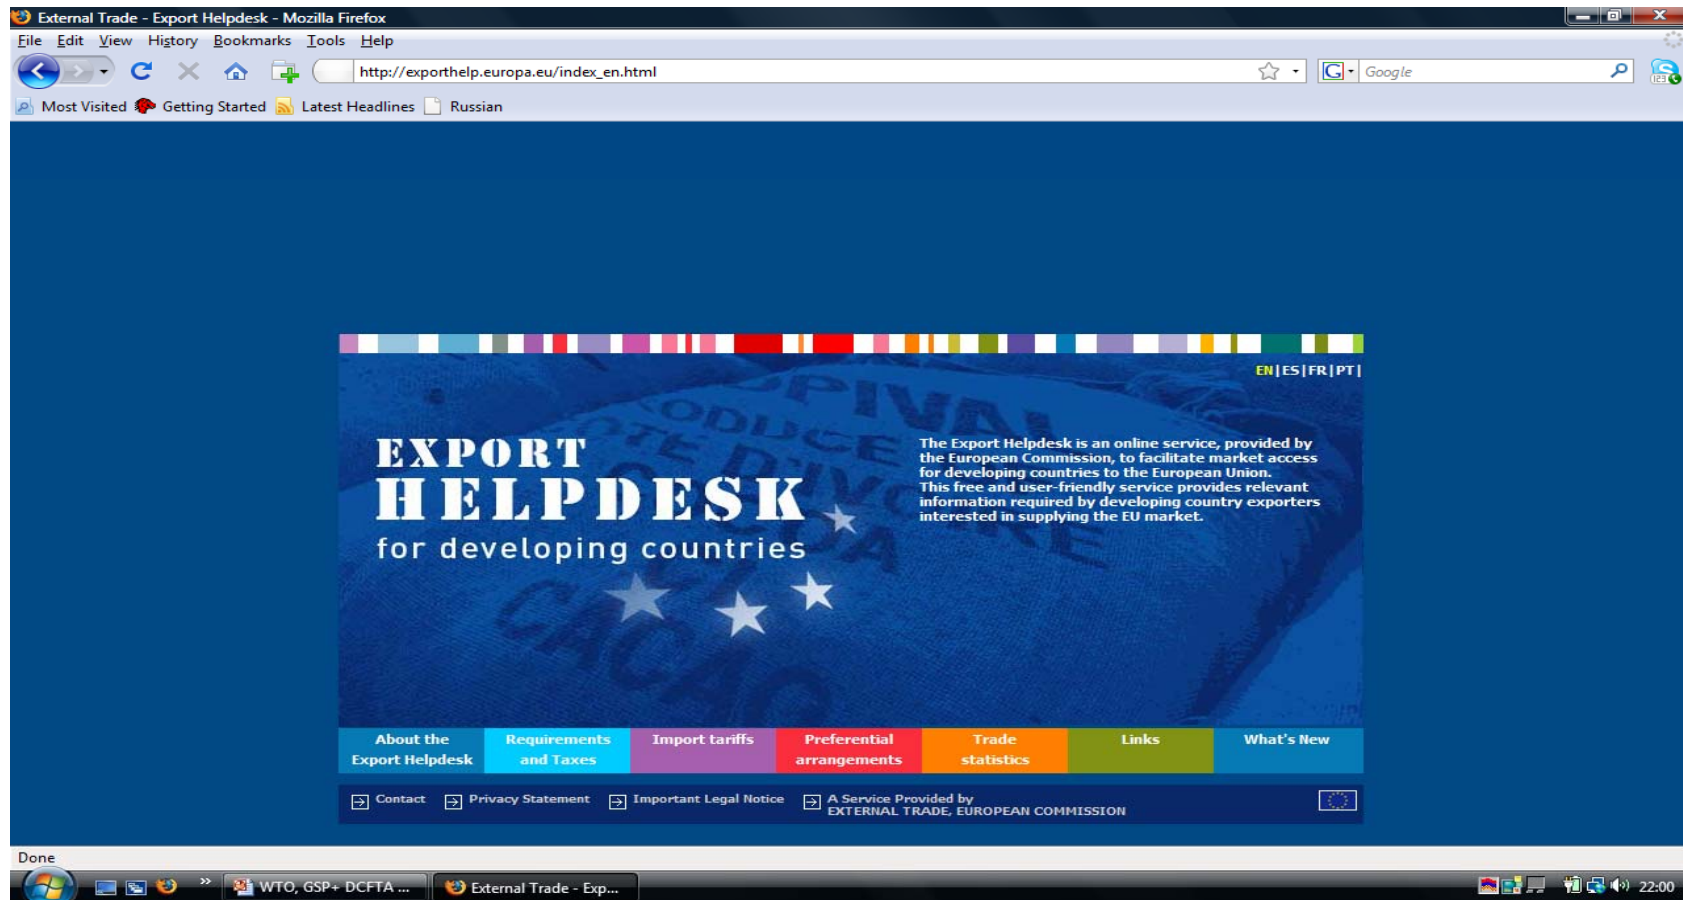 External Trade - Export Helpdesk - Mozilla Firefox
File Edit View History Bookmarks Tools Help
http://exporthelp.europa.eu/index_en.html
Google
Most Visited Getting Started Latest Headlines Russian
EN|ES|FR|PT|
PRODUCE
COTE D'IVOIRE
CACAO
EXPORT
HELPDESK
for developing countries
The Export Helpdesk is an online service, provided by
the European Commission, to facilitate market access
for developing countries to the European Union.
This free and user-friendly service provides relevant
information required by developing country exporters
interested in supplying the EU market.
About the
Export Helpdesk
Requirements
and Taxes
Import tariffs
Preferential
arrangements
Trade
statistics
Links
What's New
Contact Privacy Statement Important Legal Notice A Service Provided by
EXTERNAL TRADE, EUROPEAN COMMISSION
Done
WTO, GSP+ DCFTA ... External Trade - Exp... 22:00